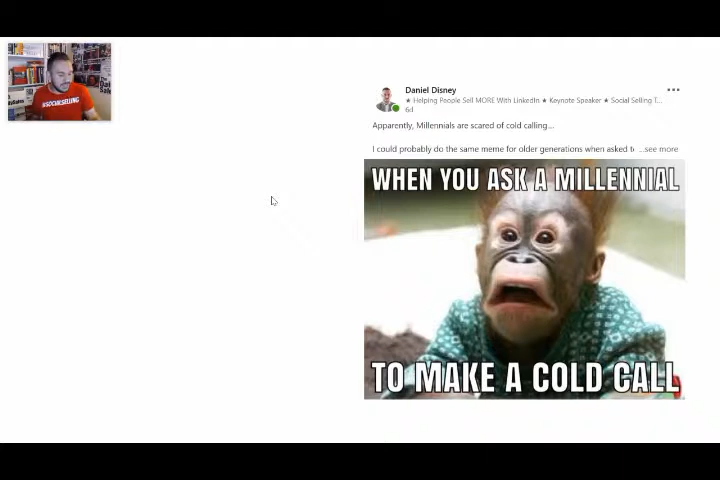 #SOCIALSELLING
Daniel Disney
★ Helping People Sell MORE With LinkedIn ★ Keynote Speaker ★ Social Selling T...
6d
Apparently, Millennials are scared of cold calling...
I could probably do the same meme for older generations when asked t ...see more
WHEN YOU ASK A MILLENNIAL
TO MAKE A COLD CALL